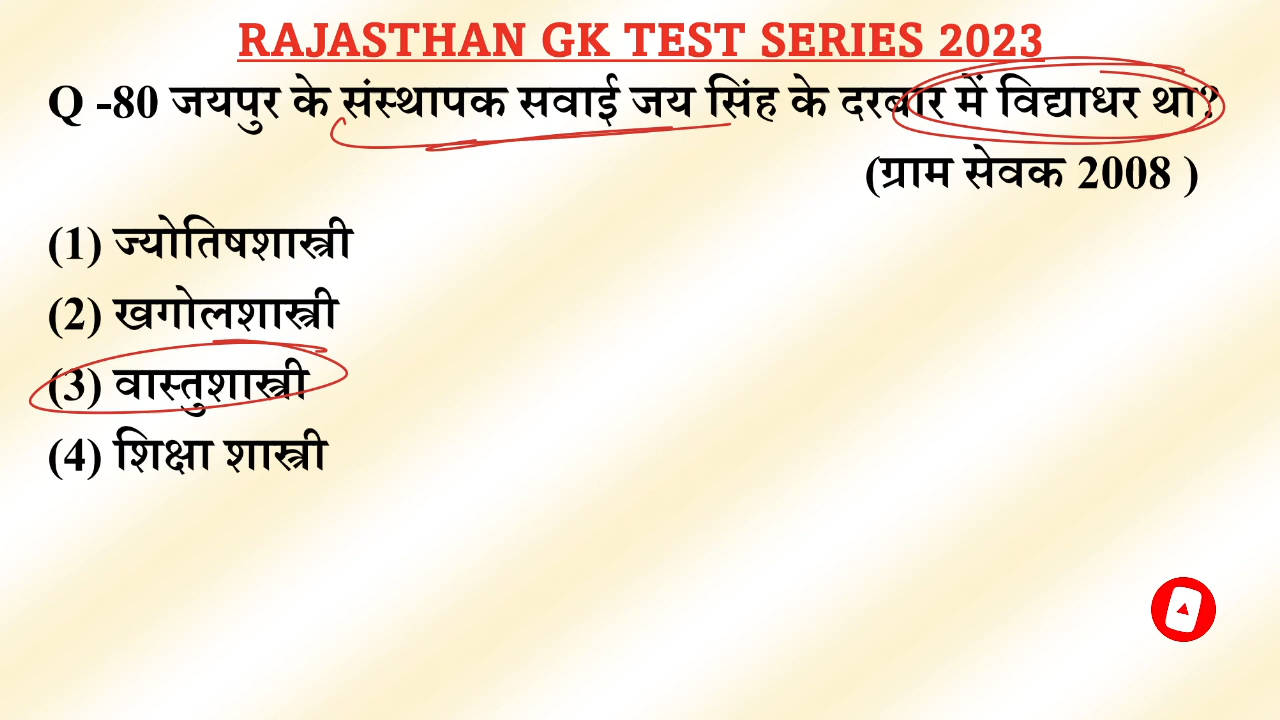 RAJASTHAN GK TEST SERIES 2023
Q -80 जयपुर के संस्थापक सवाई जय सिंह के दरबार में विद्याधर था?
(ग्राम सेवक 2008 )
(1) ज्योतिषशास्त्री
(2) खगोलशास्त्री
(3) वास्तुशास्त्री
(4) शिक्षा शास्त्री